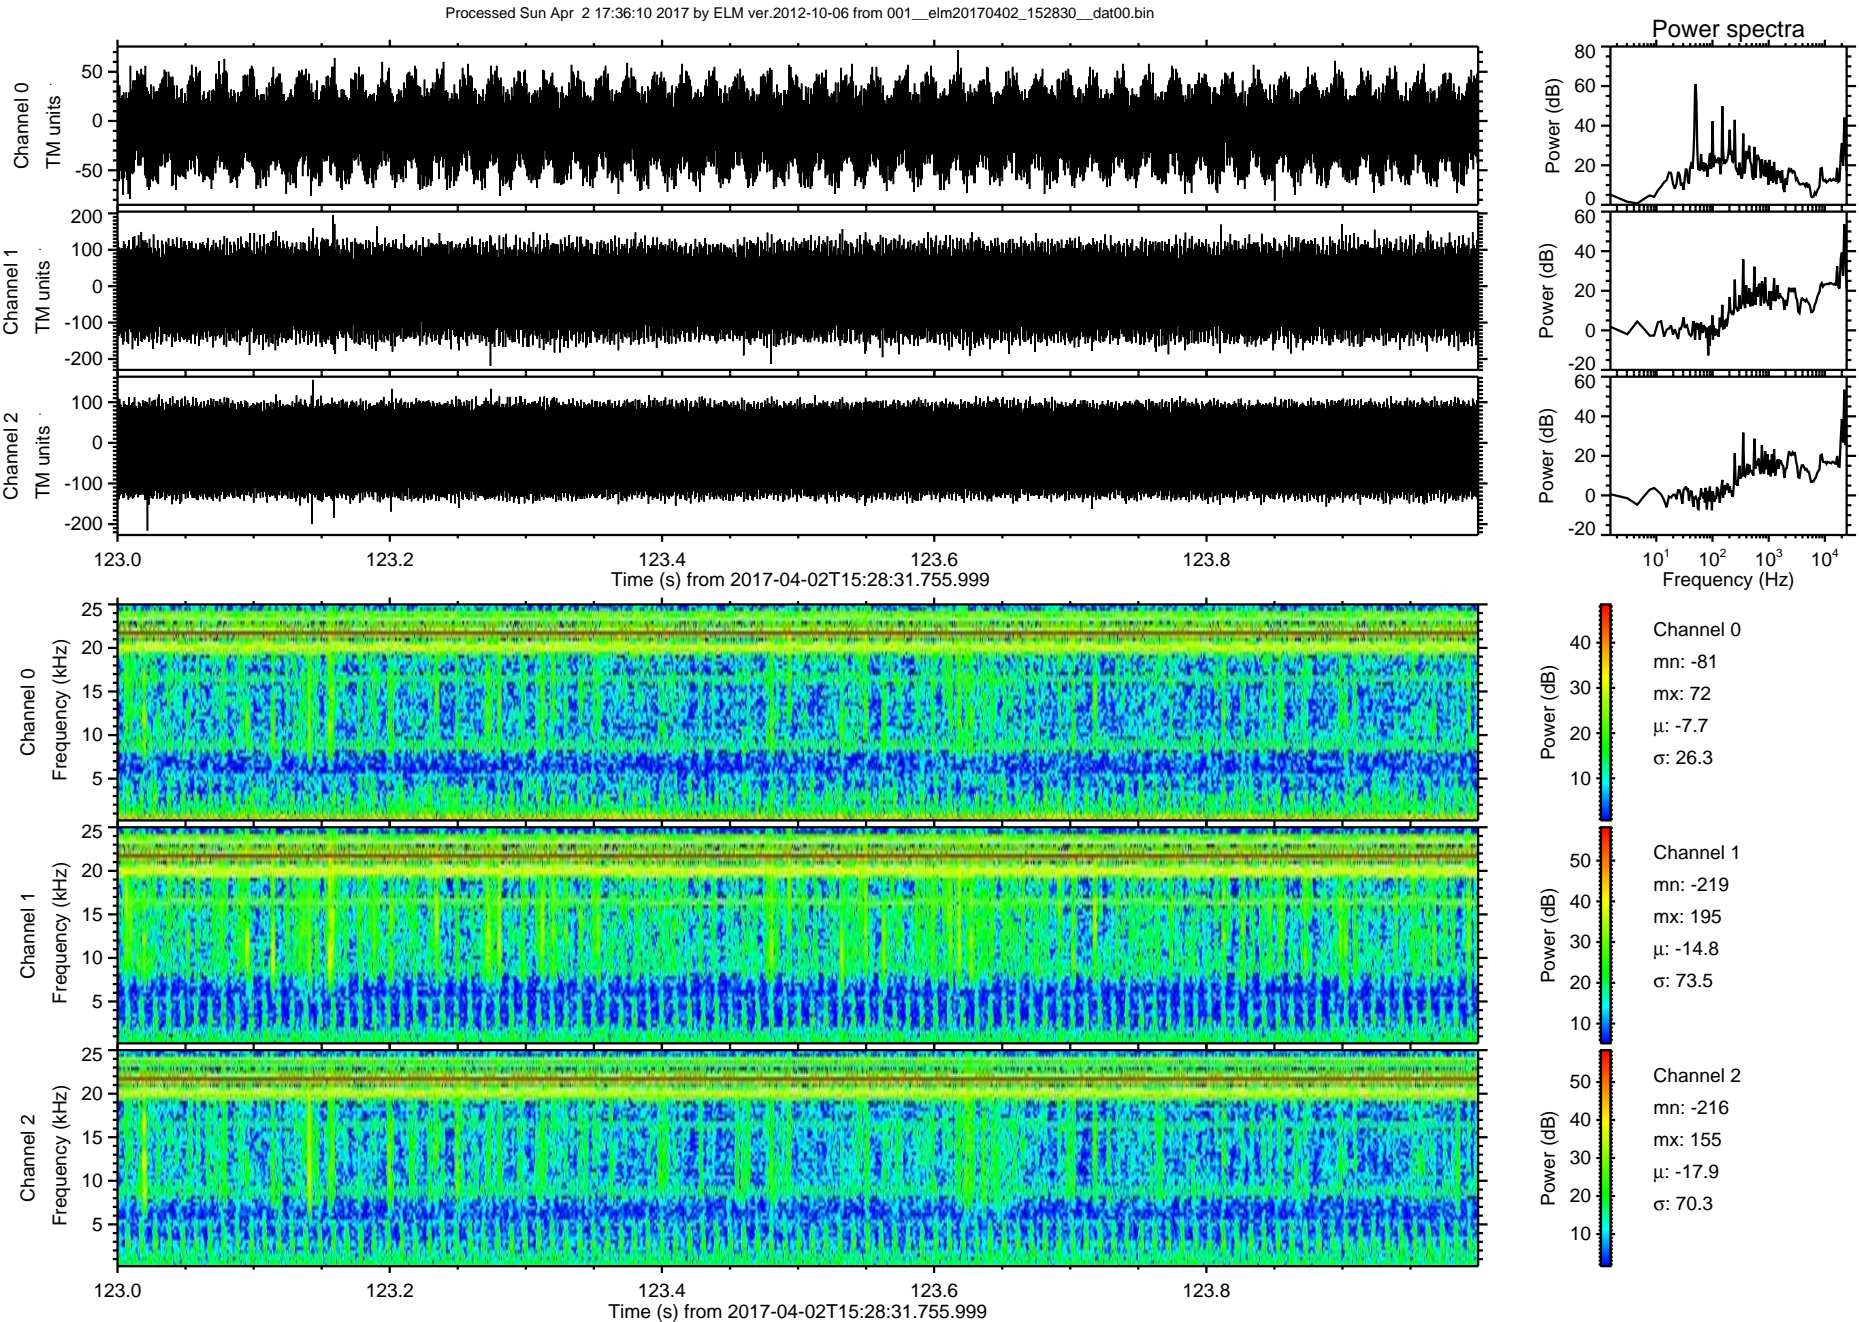 Processed Sun Apr  2 17:36:10 2017 by ELM ver.2012-10-06 from 001__elm20170402_152830__dat00.bin
Power spectra
Channel 0
TM units
50
0
-50
Power (dB)
80
60
40
20
0
Channel 1
TM units
200
100
0
-100
-200
Power (dB)
60
40
20
0
-20
Channel 2
TM units
100
0
-100
-200
Power (dB)
60
40
20
0
-20
123.0 123.2 123.4 123.6 123.8
Time (s) from 2017-04-02T15:28:31.755.999
10^1 10^2 10^3 10^4
Frequency (Hz)
Channel 0
Frequency (kHz)
25
20
15
10
5
Power (dB)
40
30
20
10
Channel 0
mn: -81
mx: 72
μ: -7.7
σ: 26.3
Channel 1
Frequency (kHz)
25
20
15
10
5
Power (dB)
50
40
30
20
10
Channel 1
mn: -219
mx: 195
μ: -14.8
σ: 73.5
Channel 2
Frequency (kHz)
25
20
15
10
5
Power (dB)
50
40
30
20
10
Channel 2
mn: -216
mx: 155
μ: -17.9
σ: 70.3
123.0 123.2 123.4 123.6 123.8
Time (s) from 2017-04-02T15:28:31.755.999